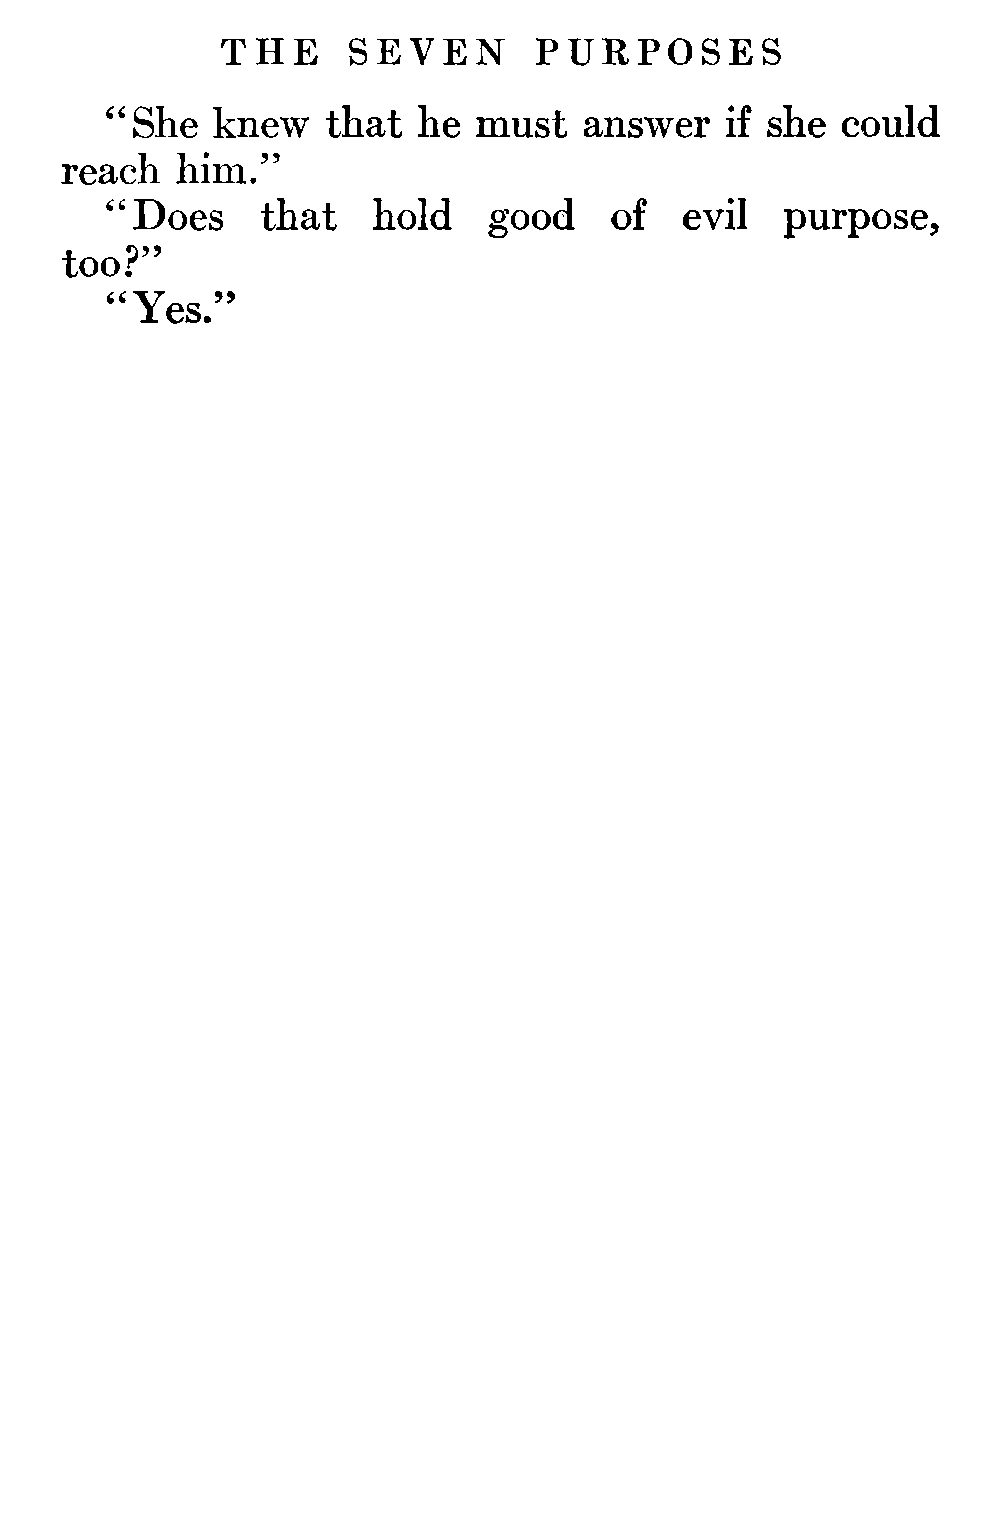 THE SEVEN PURPOSES
“She knew that he must answer if she could
reach him.”
“Does that hold good of evil purpose,
too?”
“Yes.”